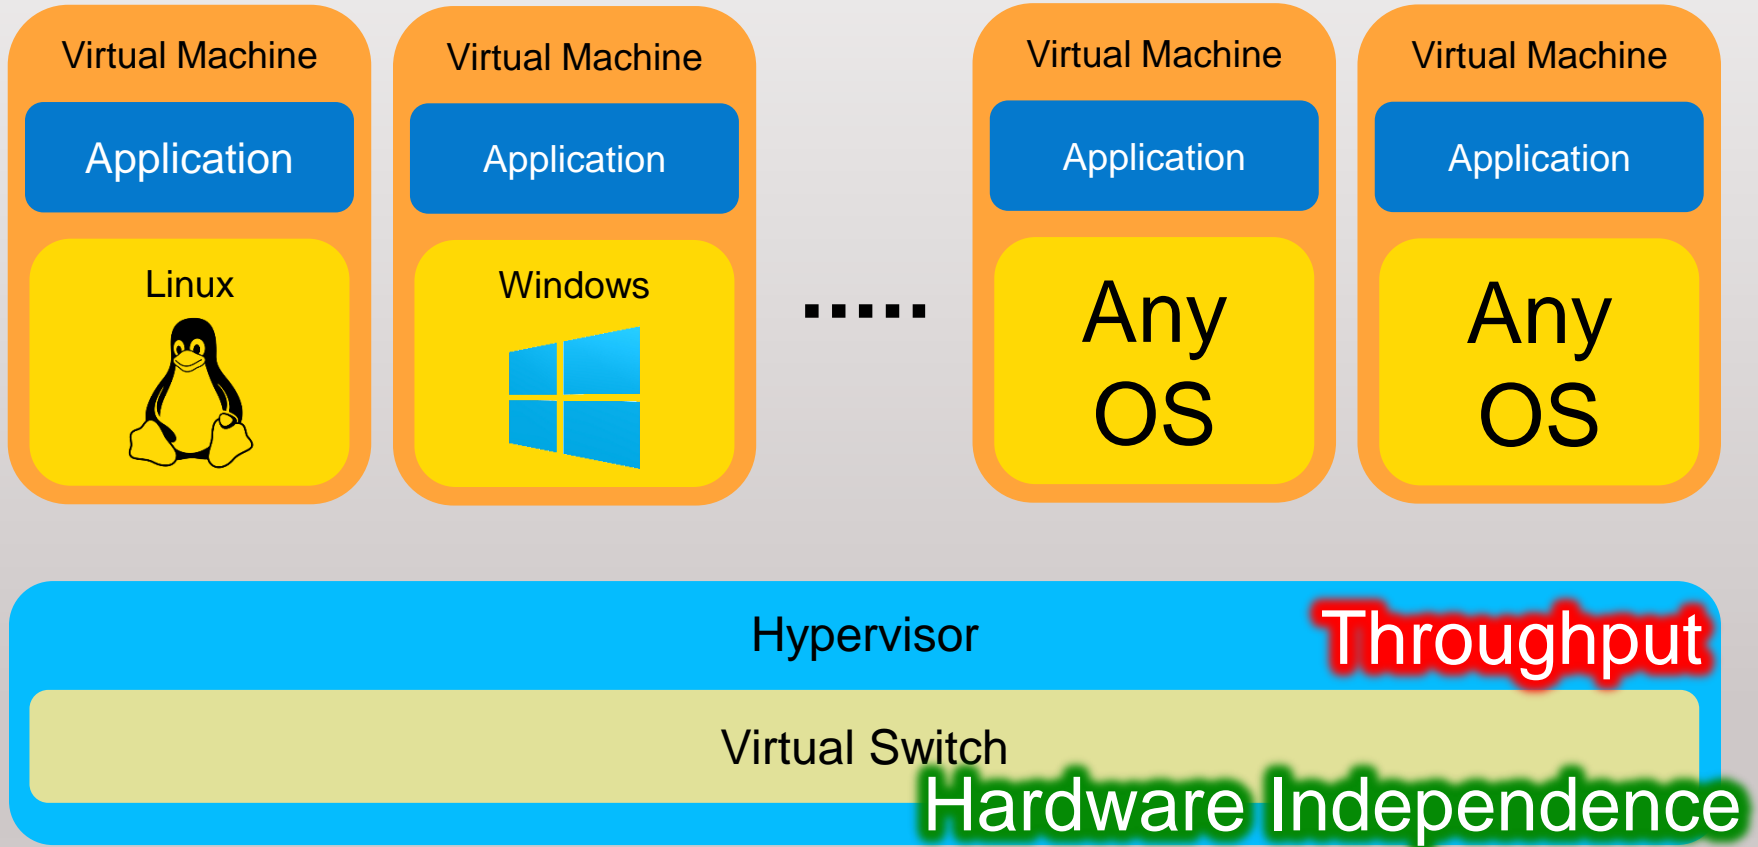 Virtual Machine
Virtual Machine
Virtual Machine
Virtual Machine
Application
Application
Application
Application
Linux
Windows
.....
Any
OS
Any
OS
Hypervisor
Throughput
Virtual Switch
Hardware Independence